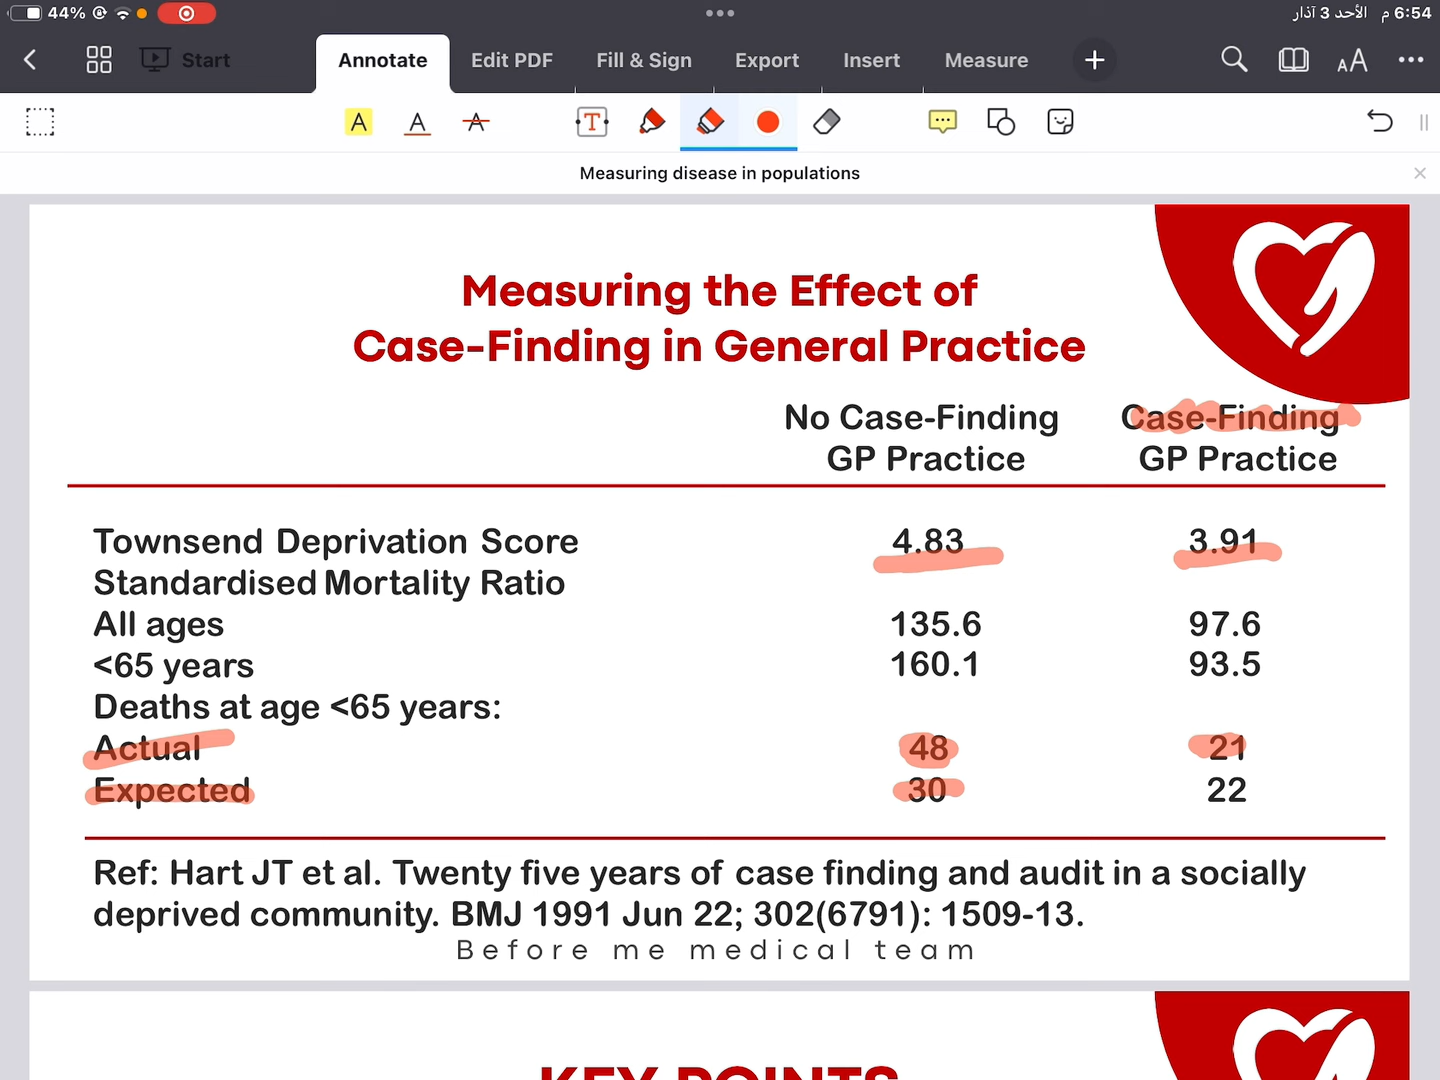 44%
الأحد 3 آذار 6:54 م
Start
Annotate
Edit PDF
Fill & Sign
Export
Insert
Measure
Measuring disease in populations
Measuring the Effect of
Case-Finding in General Practice
No Case-Finding Case-Finding
GP Practice GP Practice
Townsend Deprivation Score 4.83 3.91
Standardised Mortality Ratio
All ages 135.6 97.6
<65 years 160.1 93.5
Deaths at age <65 years:
Actual 48 21
Expected 30 22
Ref: Hart JT et al. Twenty five years of case finding and audit in a socially
deprived community. BMJ 1991 Jun 22; 302(6791): 1509-13.
Before me medical team
KEY POINTS